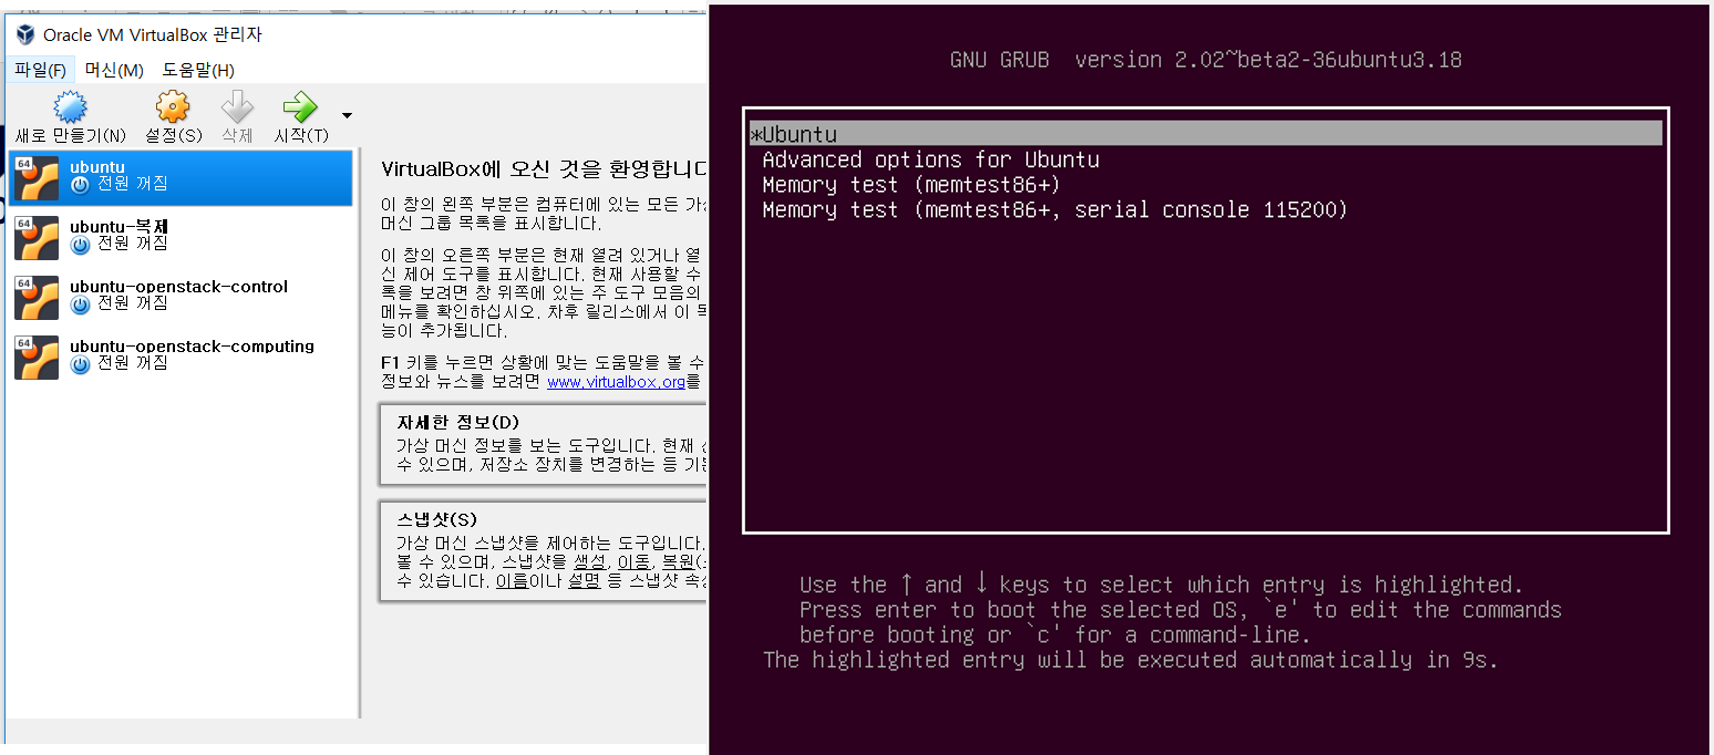 Oracle VM VirtualBox 관리자
파일(F) 머신(M) 도움말(H)
새로 만들기(N) 설정(S) 삭제 시작(T)
64 ubuntu
전원 꺼짐
64 ubuntu-복제
전원 꺼짐
64 ubuntu-openstack-control
전원 꺼짐
64 ubuntu-openstack-computing
전원 꺼짐
VirtualBox에 오신 것을 환영합니다
이 창의 왼쪽 부분은 컴퓨터에 있는 모든
머신 그룹 목록을 표시합니다.
이 창의 오른쪽 부분은 현재 열려 있거나 열
신 제어 도구를 표시합니다. 현재 사용할 수
록을 보려면 창 위쪽에 있는 주 도구 모음의
메뉴를 확인하십시오. 차후 릴리스에서 이
능이 추가됩니다.
F1 키를 누르면 상황에 맞는 도움말을 볼 수
정보와 뉴스를 보려면 www.virtualbox.org를
자세한 정보(D)
가상 머신 정보를 보는 도구입니다. 현재
수 있으며, 저장소 장치를 변경하는 등
스냅샷(S)
가상 머신 스냅샷을 제어하는 도구입니다.
볼 수 있으며, 스냅샷을 생성, 이동, 복원(
수 있습니다. 이름이나 설명 등 스냅샷
GNU GRUB version 2.02~beta2-36ubuntu3.18
*Ubuntu
Advanced options for Ubuntu
Memory test (memtest86+)
Memory test (memtest86+, serial console 115200)
Use the ↑ and ↓ keys to select which entry is highlighted.
Press enter to boot the selected OS, `e' to edit the commands
before booting or `c' for a command-line.
The highlighted entry will be executed automatically in 9s.